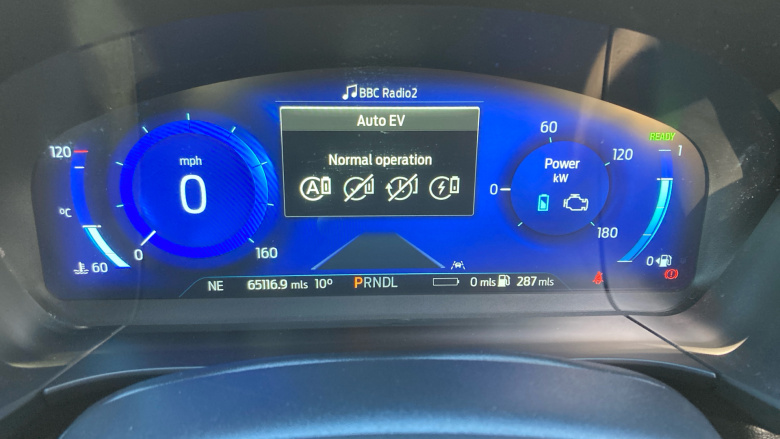 BBC Radio2
Auto EV
Normal operation
A
120
°C
60
mph
0
0
160
Power
kW
0
60
120
180
READY
1
0
NE 65116.9 mls 10° PRNDL 0 mls 287 mls